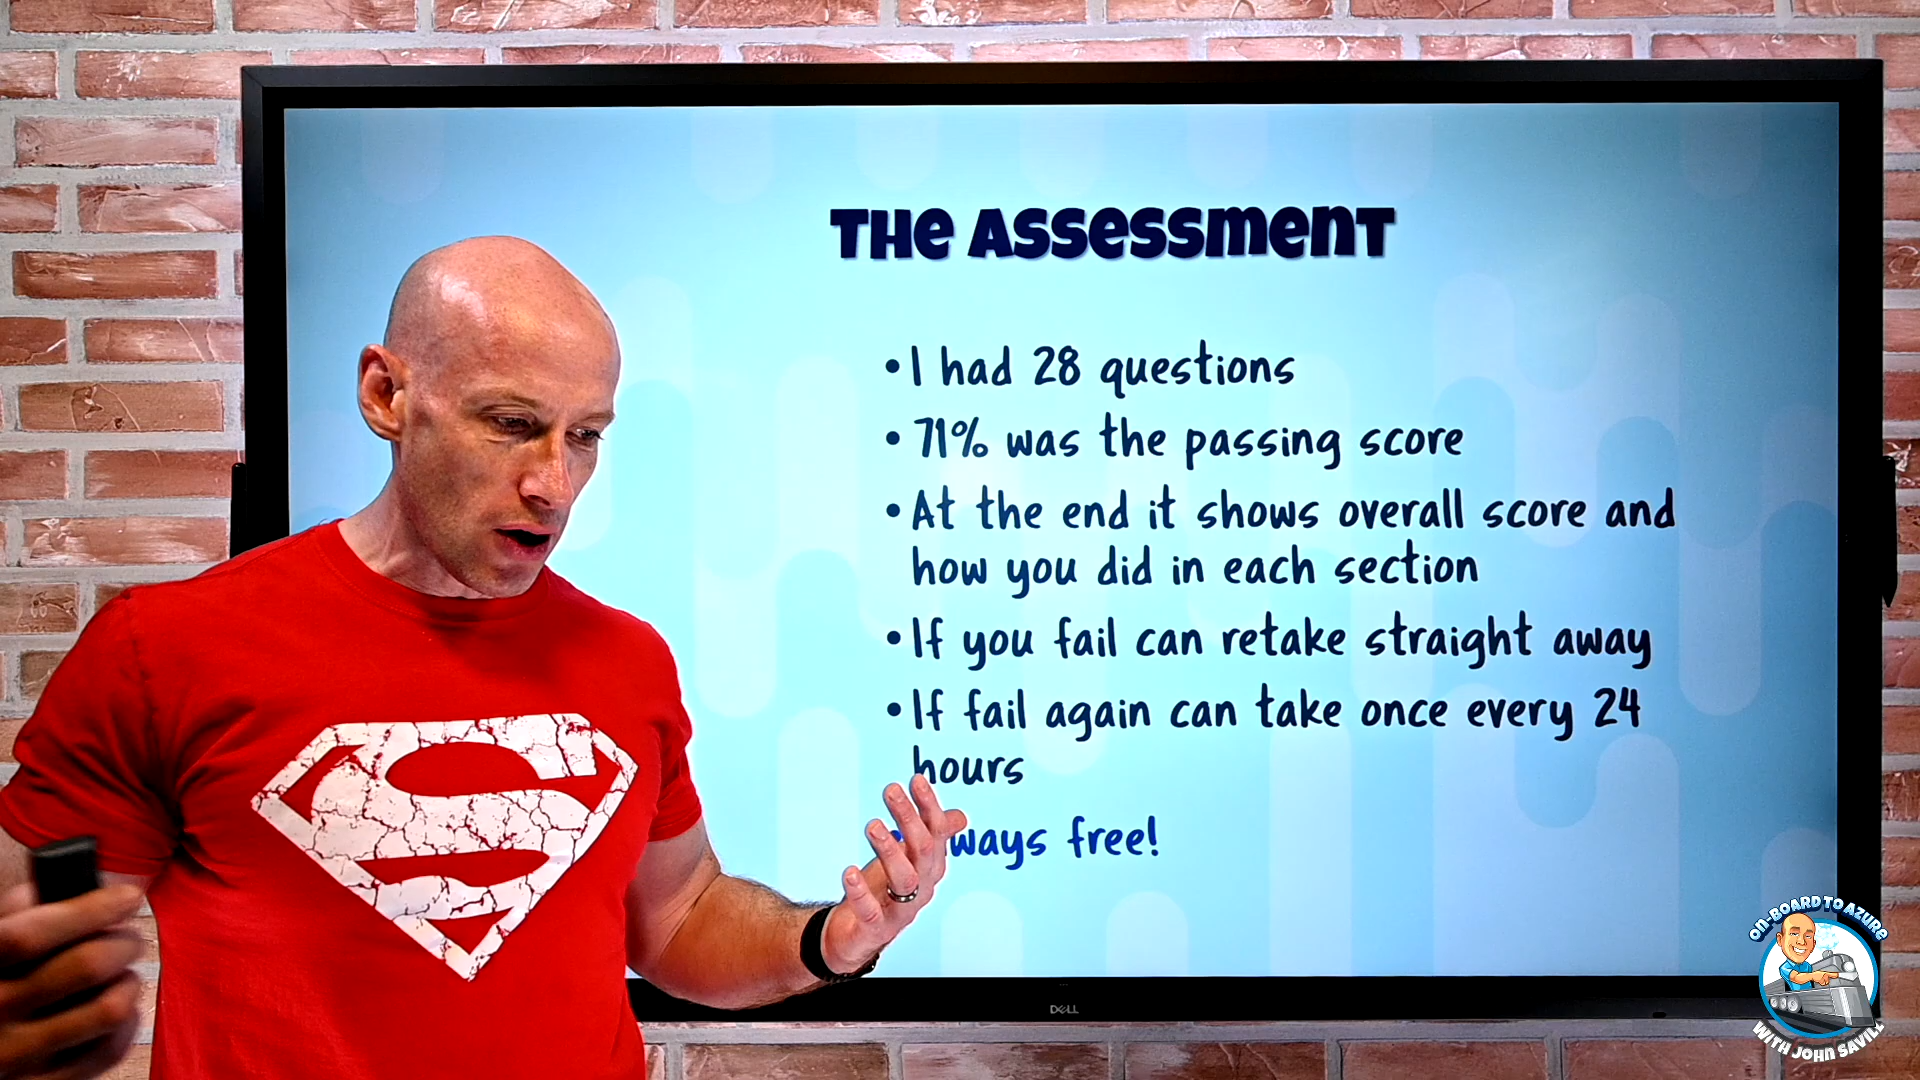 THE ASSESSMENT
• I had 28 questions
• 71% was the passing score
• At the end it shows overall score and
how you did in each section
• If you fail can retake straight away
• If fail again can take once every 24
hours
free!
DELL
ON-BOARD TO AZURE
WITH JOHN SAVILL
S